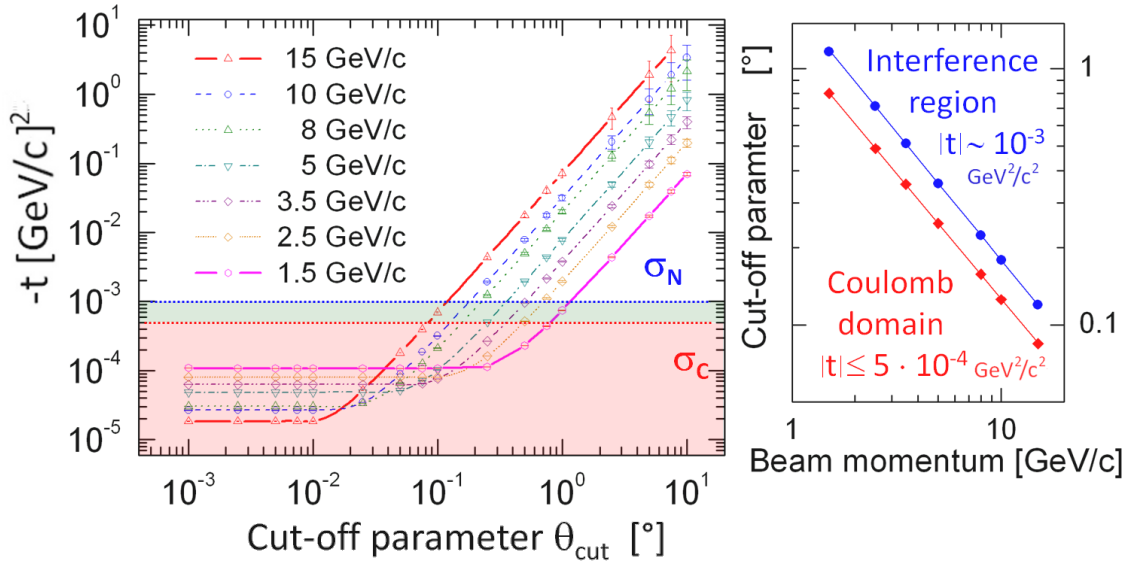 -t [GeV/c]²
10¹
10⁰
10⁻¹
10⁻²
10⁻³
10⁻⁴
10⁻⁵
15 GeV/c
10 GeV/c
8 GeV/c
5 GeV/c
3.5 GeV/c
2.5 GeV/c
1.5 GeV/c
σN
σC
10⁻³
10⁻²
10⁻¹
10⁰
10¹
Cut-off parameter θcut [°]
Cut-off paramter [°]
Interference
region
|t|~ 10⁻³
GeV²/c²
Coulomb
domain
|t|≤ 5 · 10⁻⁴ GeV²/c²
1
0.1
1
10
Beam momentum [GeV/c]